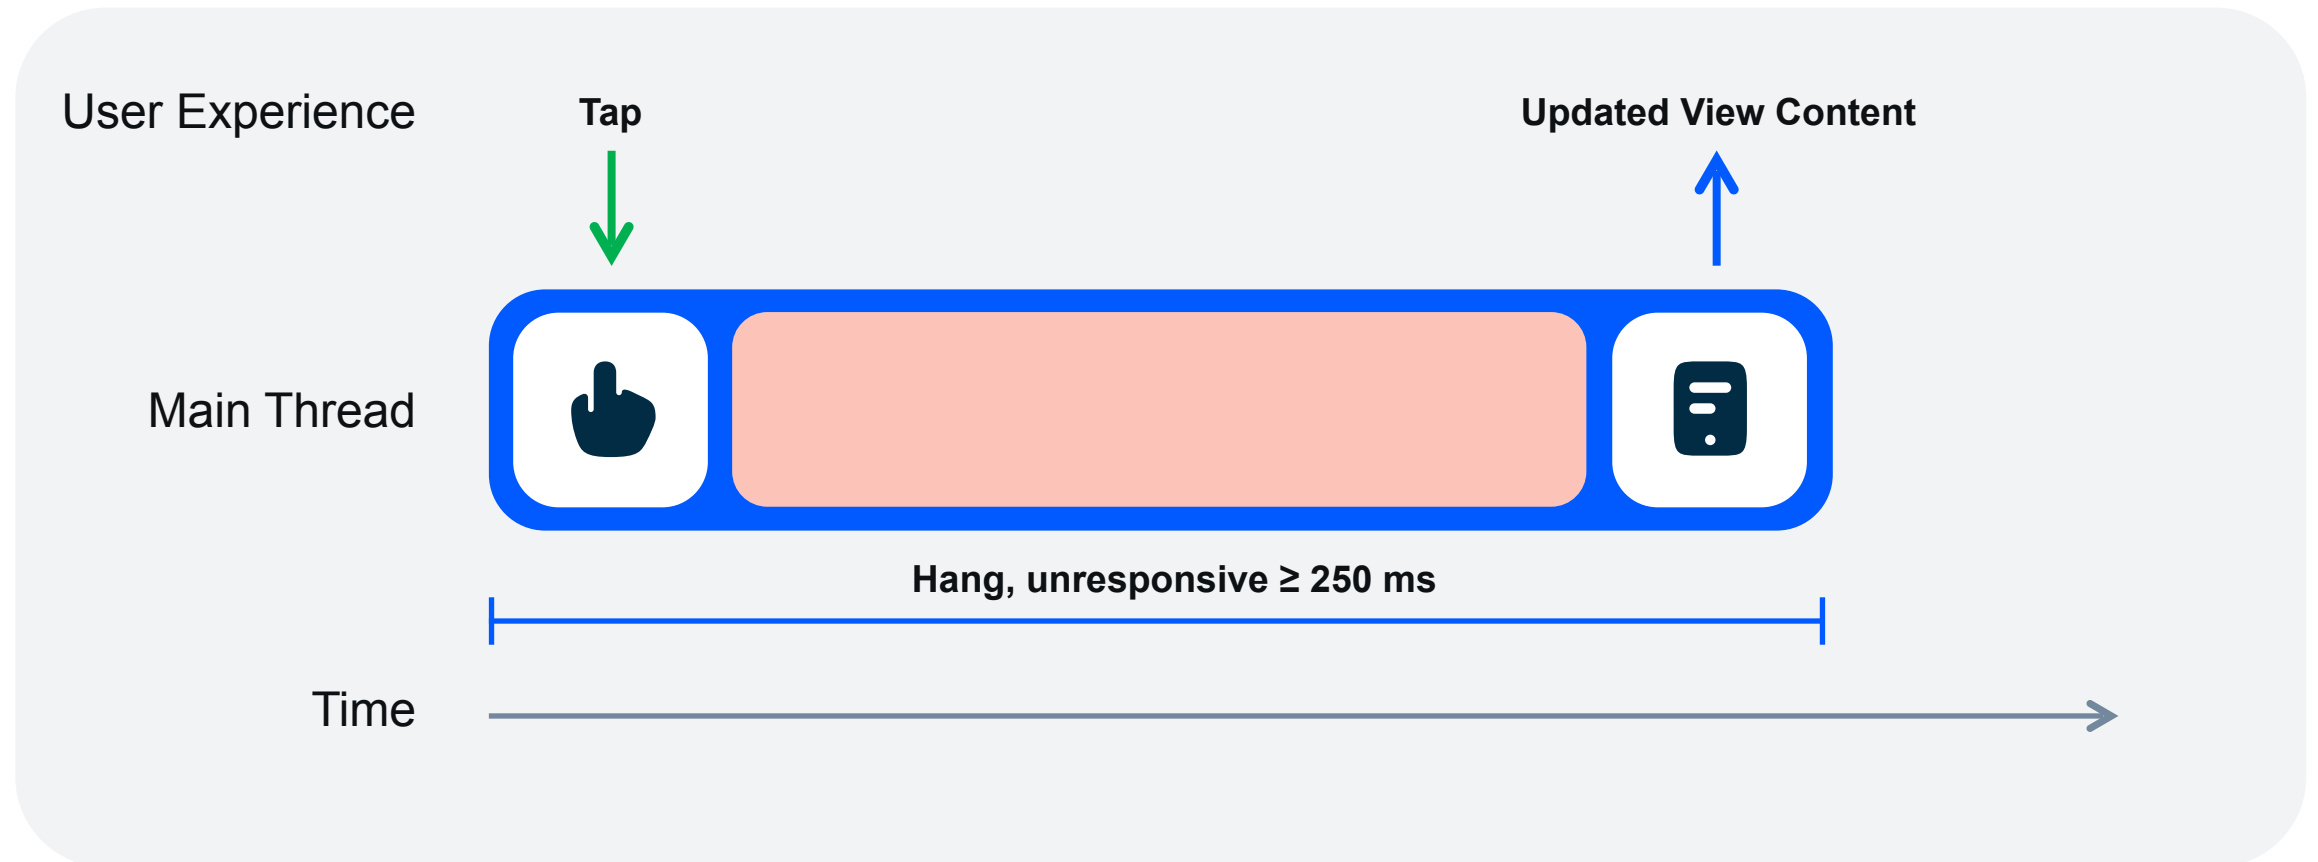 User Experience
Tap
Updated View Content
Main Thread
Hang, unresponsive ≥ 250 ms
Time